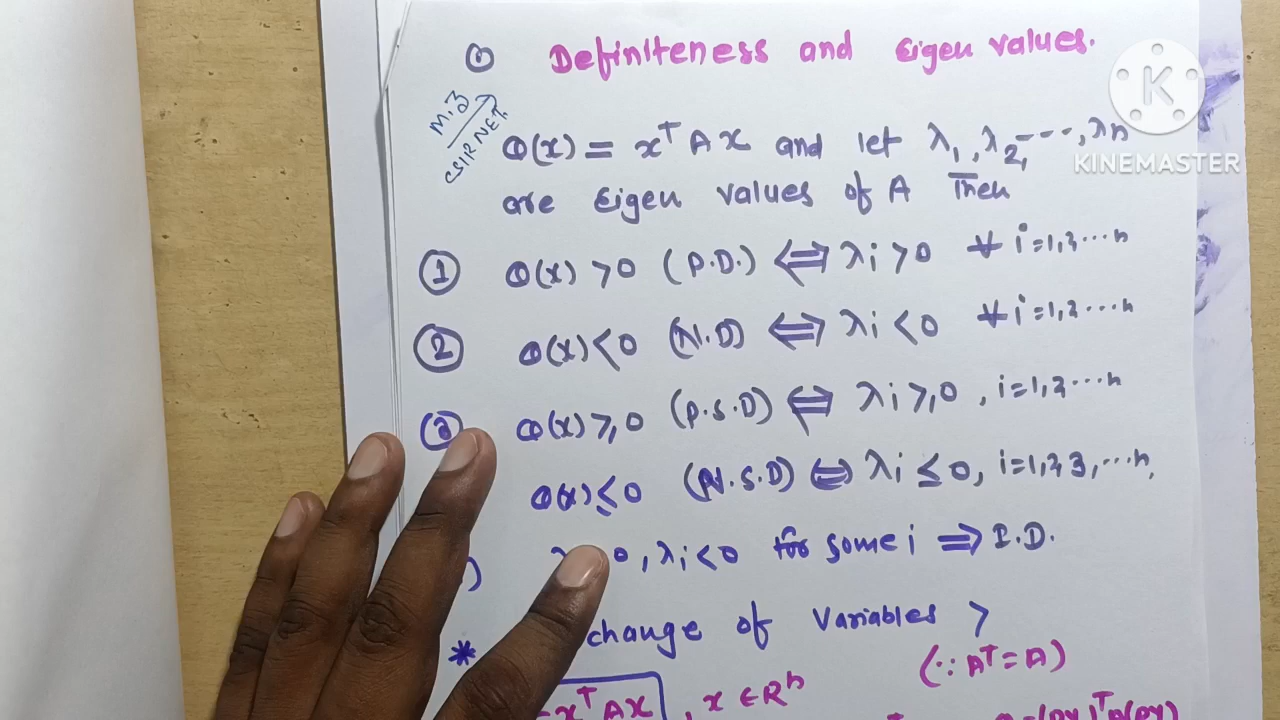 Definiteness and Eigen values.
M.Z
CSIR NET
Q(x) = xᵀAx and let λ₁, λ₂, ---, λn
are Eigen values of A Then
① Q(x) > 0 (P.D.) ⟺ λi > 0 ∀ i=1,2...n
② Q(x) < 0 (N.D) ⟺ λi < 0 ∀ i=1,2...n
③ Q(x) ≥ 0 (P.S.D) ⟺ λi ≥ 0, i=1,2...n
Q(x) ≤ 0 (N.S.D) ⟺ λi ≤ 0, i=1,2,3,...n,
0, λi < 0 for some i ⟹ I.D.
* change of Variables >
(∵ Aᵀ=A)
=xᵀAx, x ∈ Rⁿ
K
KINEMASTER